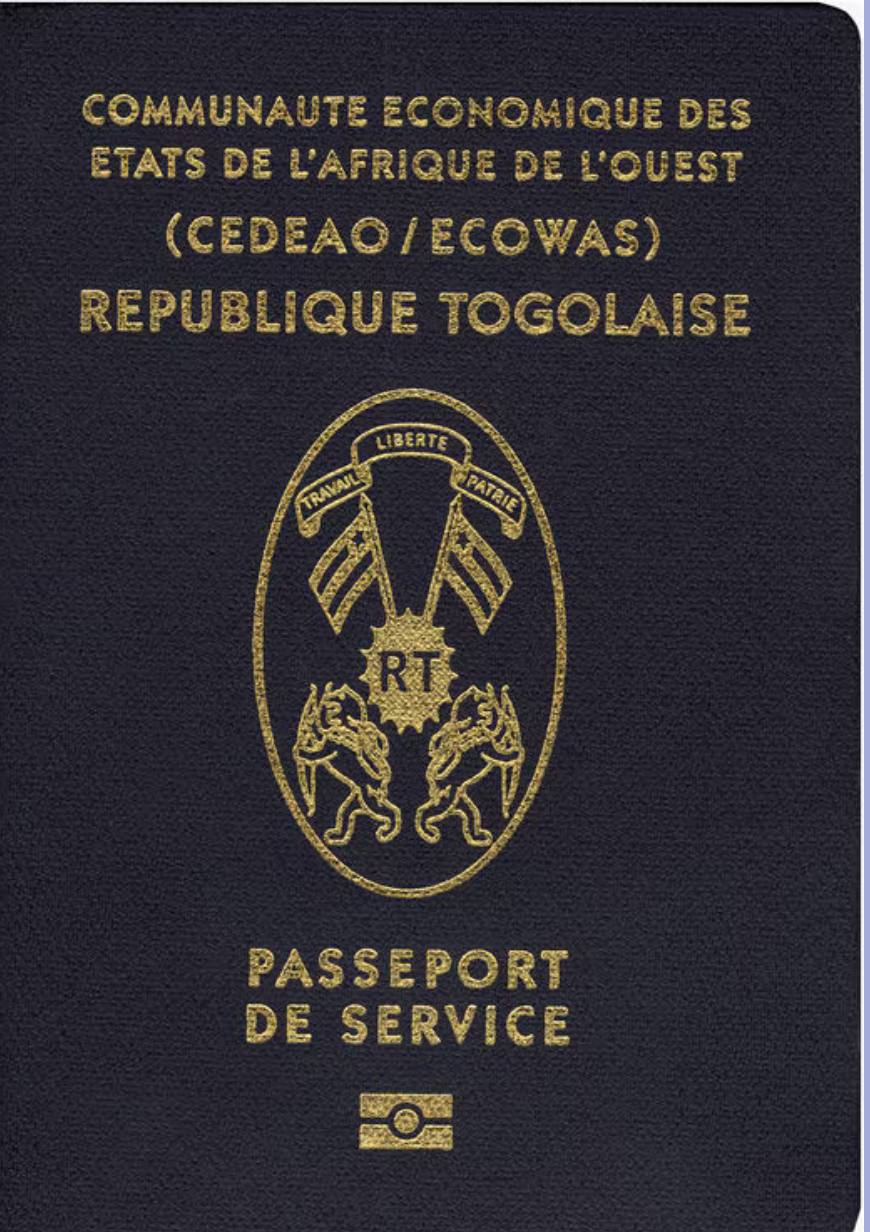 COMMUNAUTE ECONOMIQUE DES
ETATS DE L'AFRIQUE DE L'OUEST
(CEDEAO / ECOWAS)
REPUBLIQUE TOGOLAISE
TRAVAIL LIBERTE PATRIE
RT
PASSEPORT
DE SERVICE